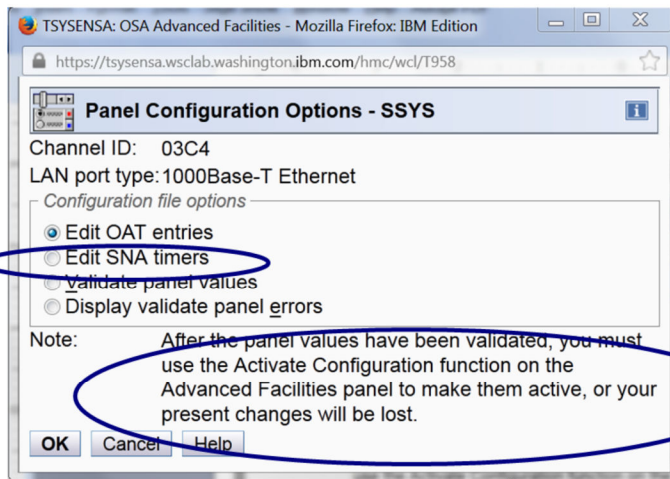 TSYSENSA: OSA Advanced Facilities - Mozilla Firefox: IBM Edition
https://tsysensa.wsclab.washington.ibm.com/hmc/wcl/T958
Panel Configuration Options - SSYS
Channel ID: 03C4
LAN port type: 1000Base-T Ethernet
Configuration file options
Edit OAT entries
Edit SNA timers
Validate panel values
Display validate panel errors
Note: After the panel values have been validated, you must
use the Activate Configuration function on the
Advanced Facilities panel to make them active, or your
present changes will be lost.
OK Cancel Help